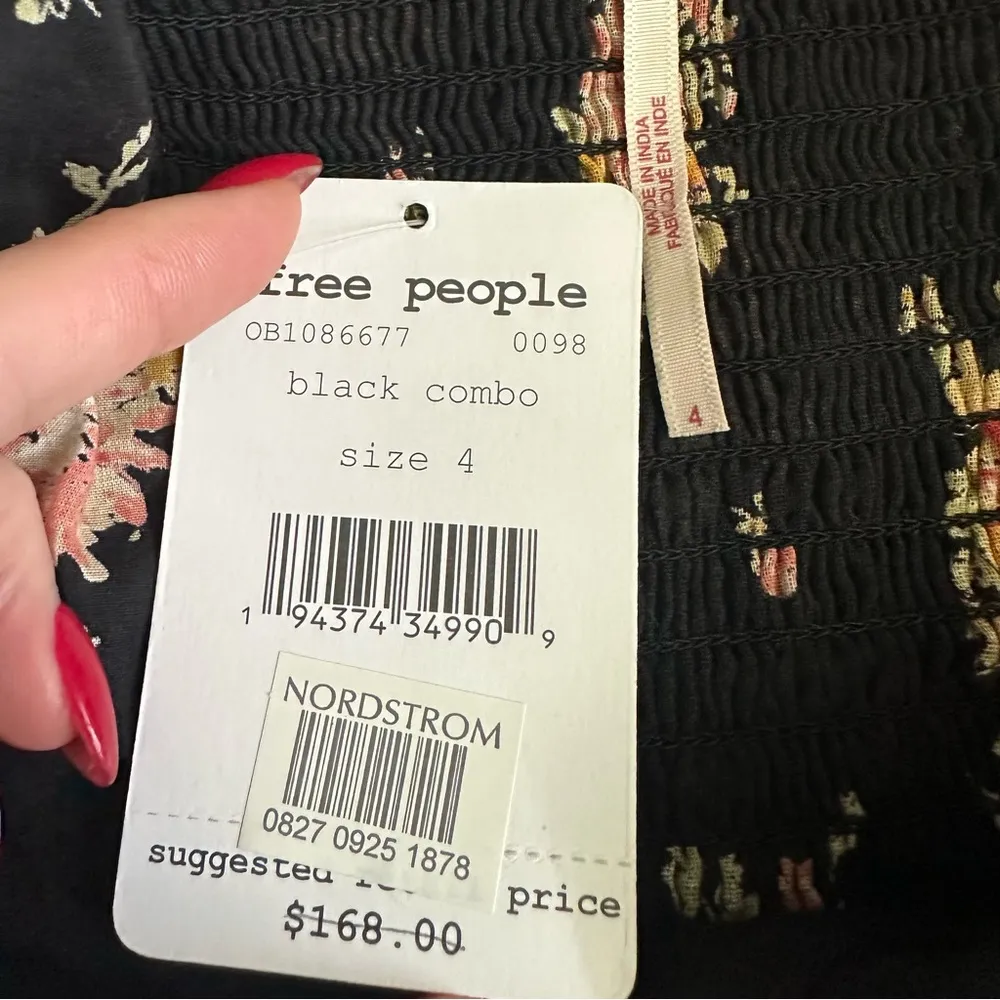 MADE IN INDIA
FABRIQUÉ EN INDE
4
free people
OB1086677 0098
black combo
size 4
1 94374 34990 9
NORDSTROM
0827 0925 1878
suggested price
$168.00